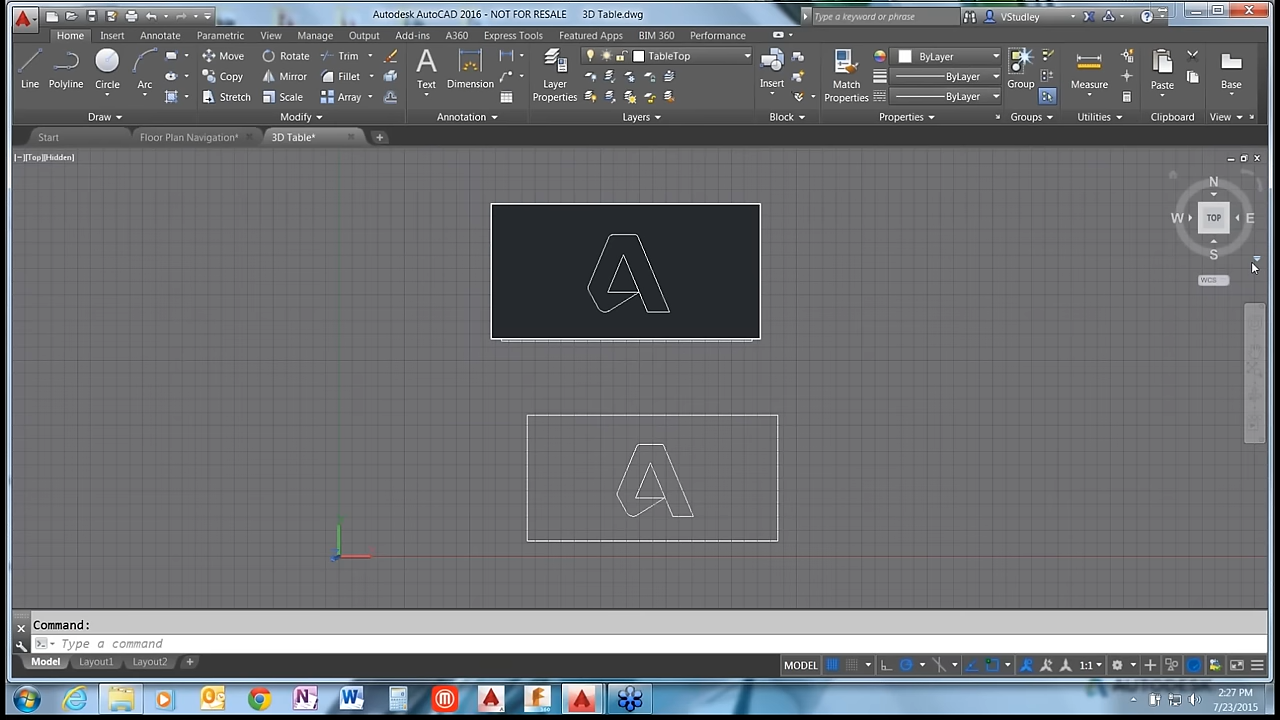 Autodesk AutoCAD 2016 - NOT FOR RESALE 3D Table.dwg
Type a keyword or phrase
VStudley
Home Insert Annotate Parametric View Manage Output Add-ins A360 Express Tools Featured Apps BIM 360 Performance
Line Polyline Circle Arc
Move Rotate Trim
Copy Mirror Fillet
Stretch Scale Array
Text Dimension
Layer Properties
TableTop
Insert
Match Properties
ByLayer
ByLayer
ByLayer
Group
Measure
Paste
Base
Draw Modify Annotation Layers Block Properties Groups Utilities Clipboard View
Start Floor Plan Navigation* 3D Table*
[−][Top][Hidden]
N
W TOP E
S
WCS
Command:
Type a command
Model Layout1 Layout2
MODEL 1:1
2:27 PM
7/23/2015